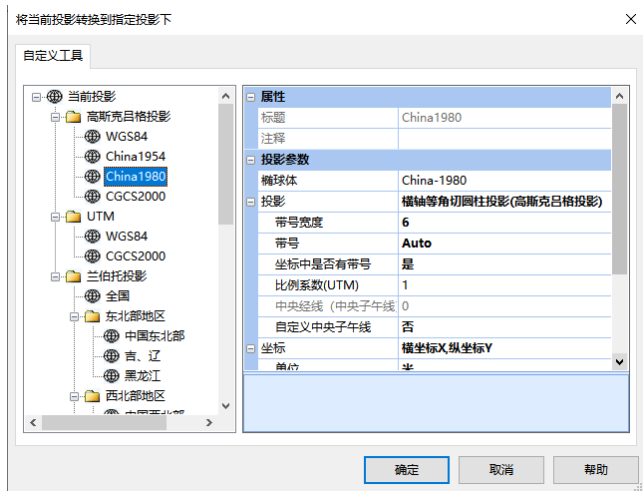 将当前投影转换到指定投影下
自定义工具
当前投影
高斯克吕格投影
WGS84
China1954
China1980
CGCS2000
UTM
WGS84
CGCS2000
兰伯托投影
全国
东北部地区
中国东北部
吉、辽
黑龙江
西北部地区
中国西北部
属性
标题 China1980
注释
投影参数
椭球体 China-1980
投影 横轴等角切圆柱投影(高斯克吕格投影)
带号宽度 6
带号 Auto
坐标中是否有带号 是
比例系数(UTM) 1
中央经线（中央子午线 0
自定义中央子午线 否
坐标 横坐标X,纵坐标Y
单位 米
确定 取消 帮助